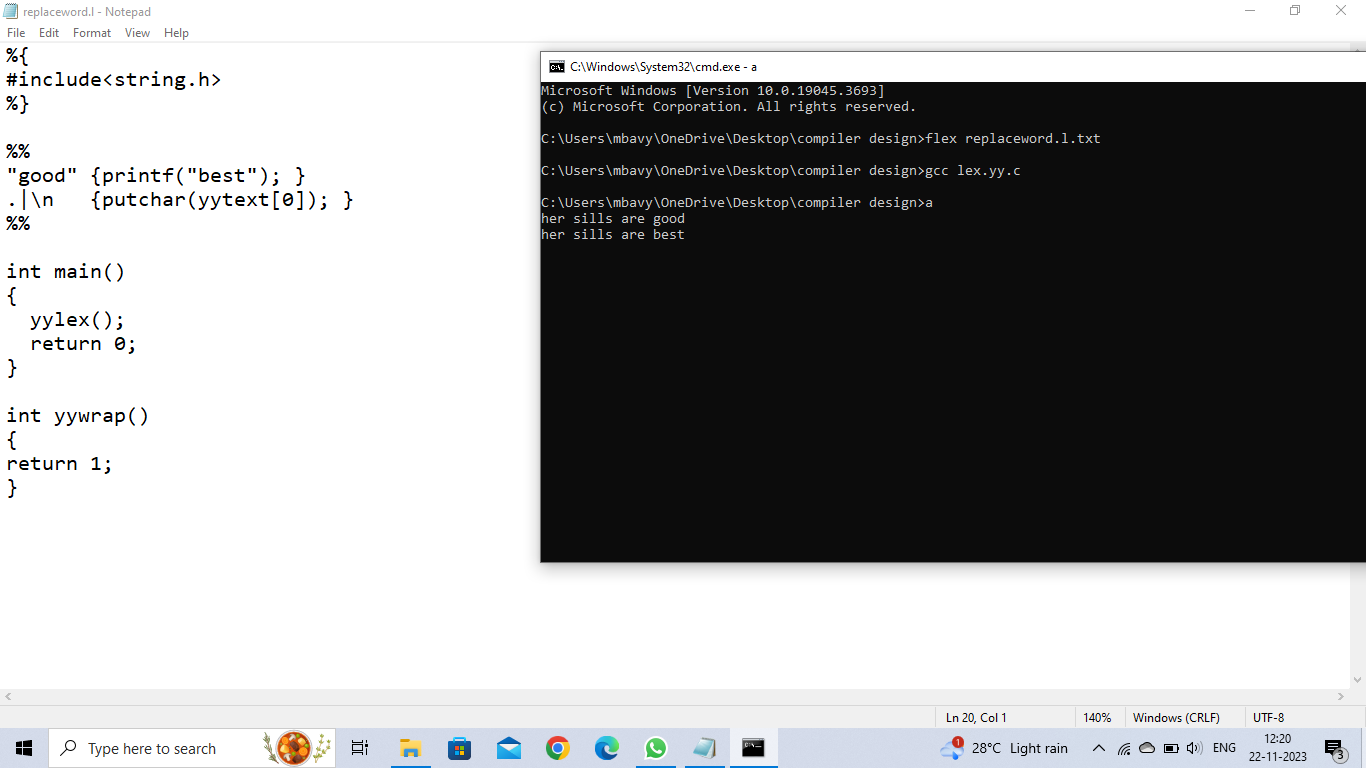 replaceword.l - Notepad
File Edit Format View Help
%{
#include<string.h>
%}
%%
"good" {printf("best"); }
.|\n   {putchar(yytext[0]); }
%%
int main()
{
  yylex();
  return 0;
}
int yywrap()
{
return 1;
}
C:\Windows\System32\cmd.exe - a
Microsoft Windows [Version 10.0.19045.3693]
(c) Microsoft Corporation. All rights reserved.
C:\Users\mbavy\OneDrive\Desktop\compiler design>flex replaceword.l.txt
C:\Users\mbavy\OneDrive\Desktop\compiler design>gcc lex.yy.c
C:\Users\mbavy\OneDrive\Desktop\compiler design>a
her sills are good
her sills are best
Ln 20, Col 1 140% Windows (CRLF) UTF-8
Type here to search
1
28°C Light rain
ENG
12:20
22-11-2023
3